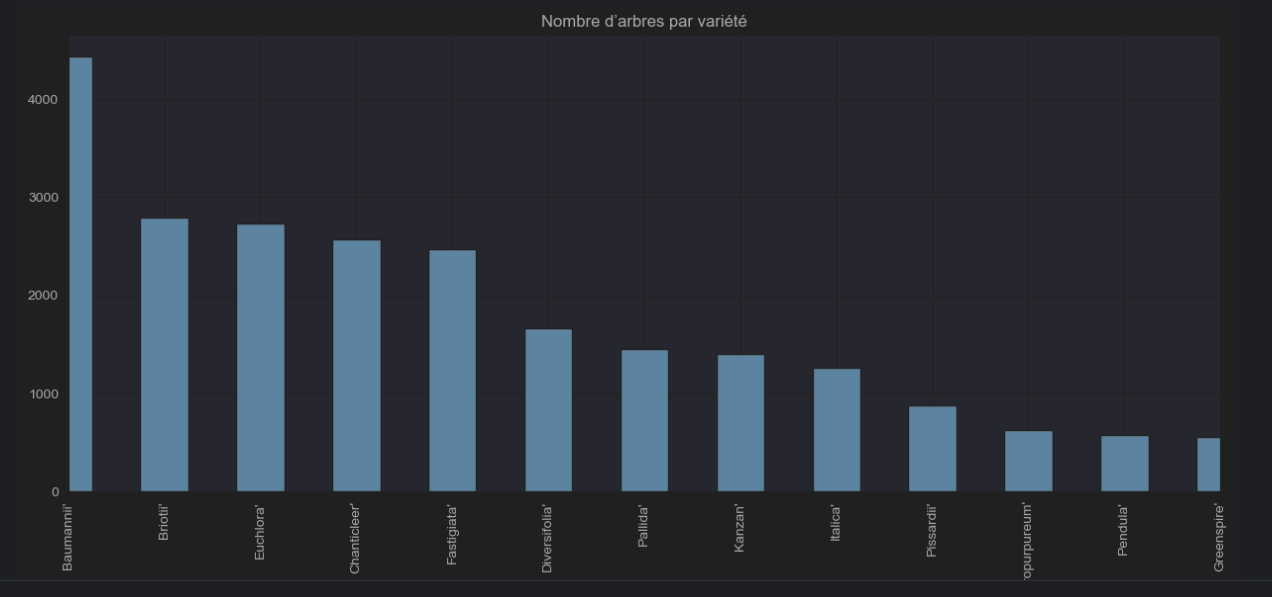 Nombre d'arbres par variété
4000
3000
2000
1000
0
Baumannii'
Briotii'
Euchlora'
Chanticleer'
Fastigiata'
Diversifolia'
Pallida'
Kanzan'
Italica'
Pissardii'
ropurpureum'
Pendula'
Greenspire'